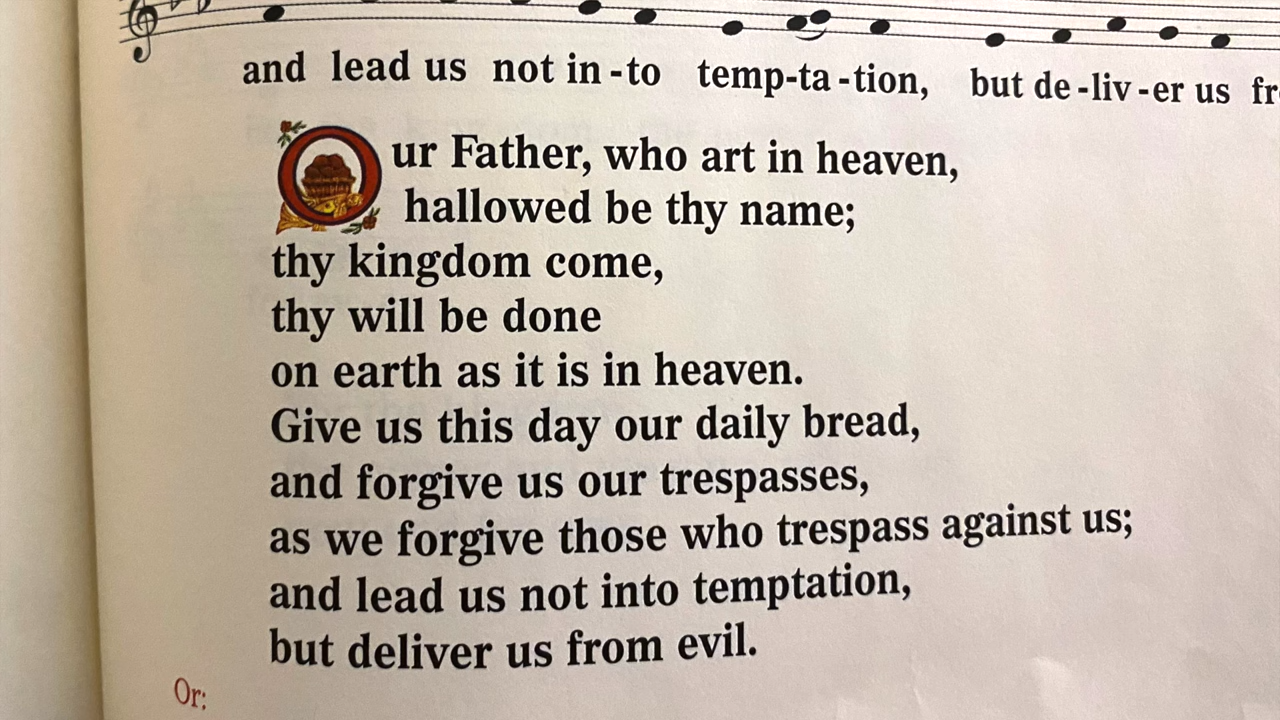 and lead us not in-to temp-ta-tion, but de-liv-er us
Our Father, who art in heaven,
hallowed be thy name;
thy kingdom come,
thy will be done
on earth as it is in heaven.
Give us this day our daily bread,
and forgive us our trespasses,
as we forgive those who trespass against us;
and lead us not into temptation,
but deliver us from evil.
Or: